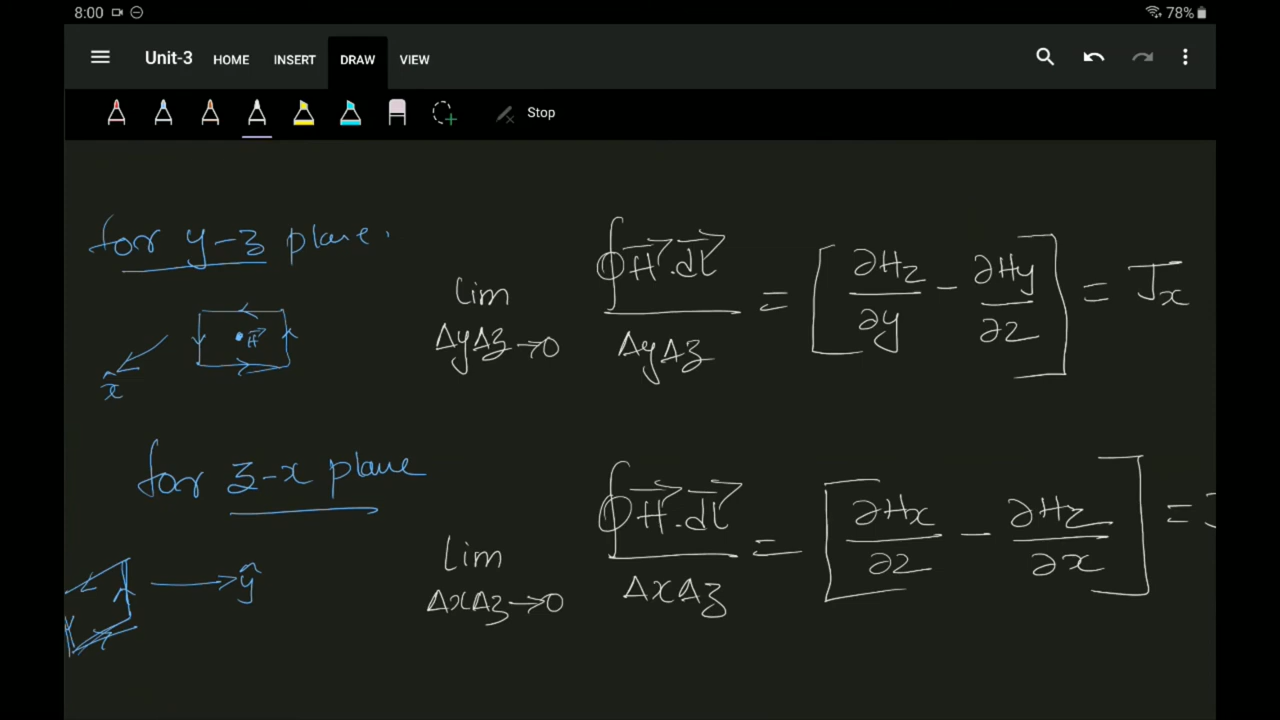 8:00 78%
Unit-3 HOME INSERT DRAW VIEW
Stop
for y-z plane.
lim ΔyΔz→0 ∮H⃗.dl⃗ / ΔyΔz = [∂Hz/∂y - ∂Hy/∂z] = Jx
H⃗
x̂
for z-x plane
Lim ΔxΔz→0 ∮H⃗.dl⃗ / ΔxΔz = [∂Hx/∂z - ∂Hz/∂x] =
ŷ